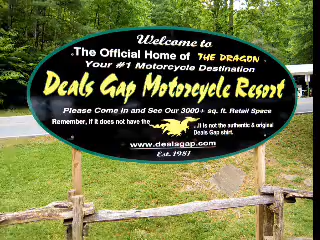 Welcome to
The Official Home of THE DRAGON
Your #1 Motorcycle Destination
Deals Gap Motorcycle Resort
Please Come in and See Our 3000+ sq. ft. Retail Space
Remember, if it does not have the ...it is not the authentic & original
Deals Gap shirt.
www.dealsgap.com
Est. 1981